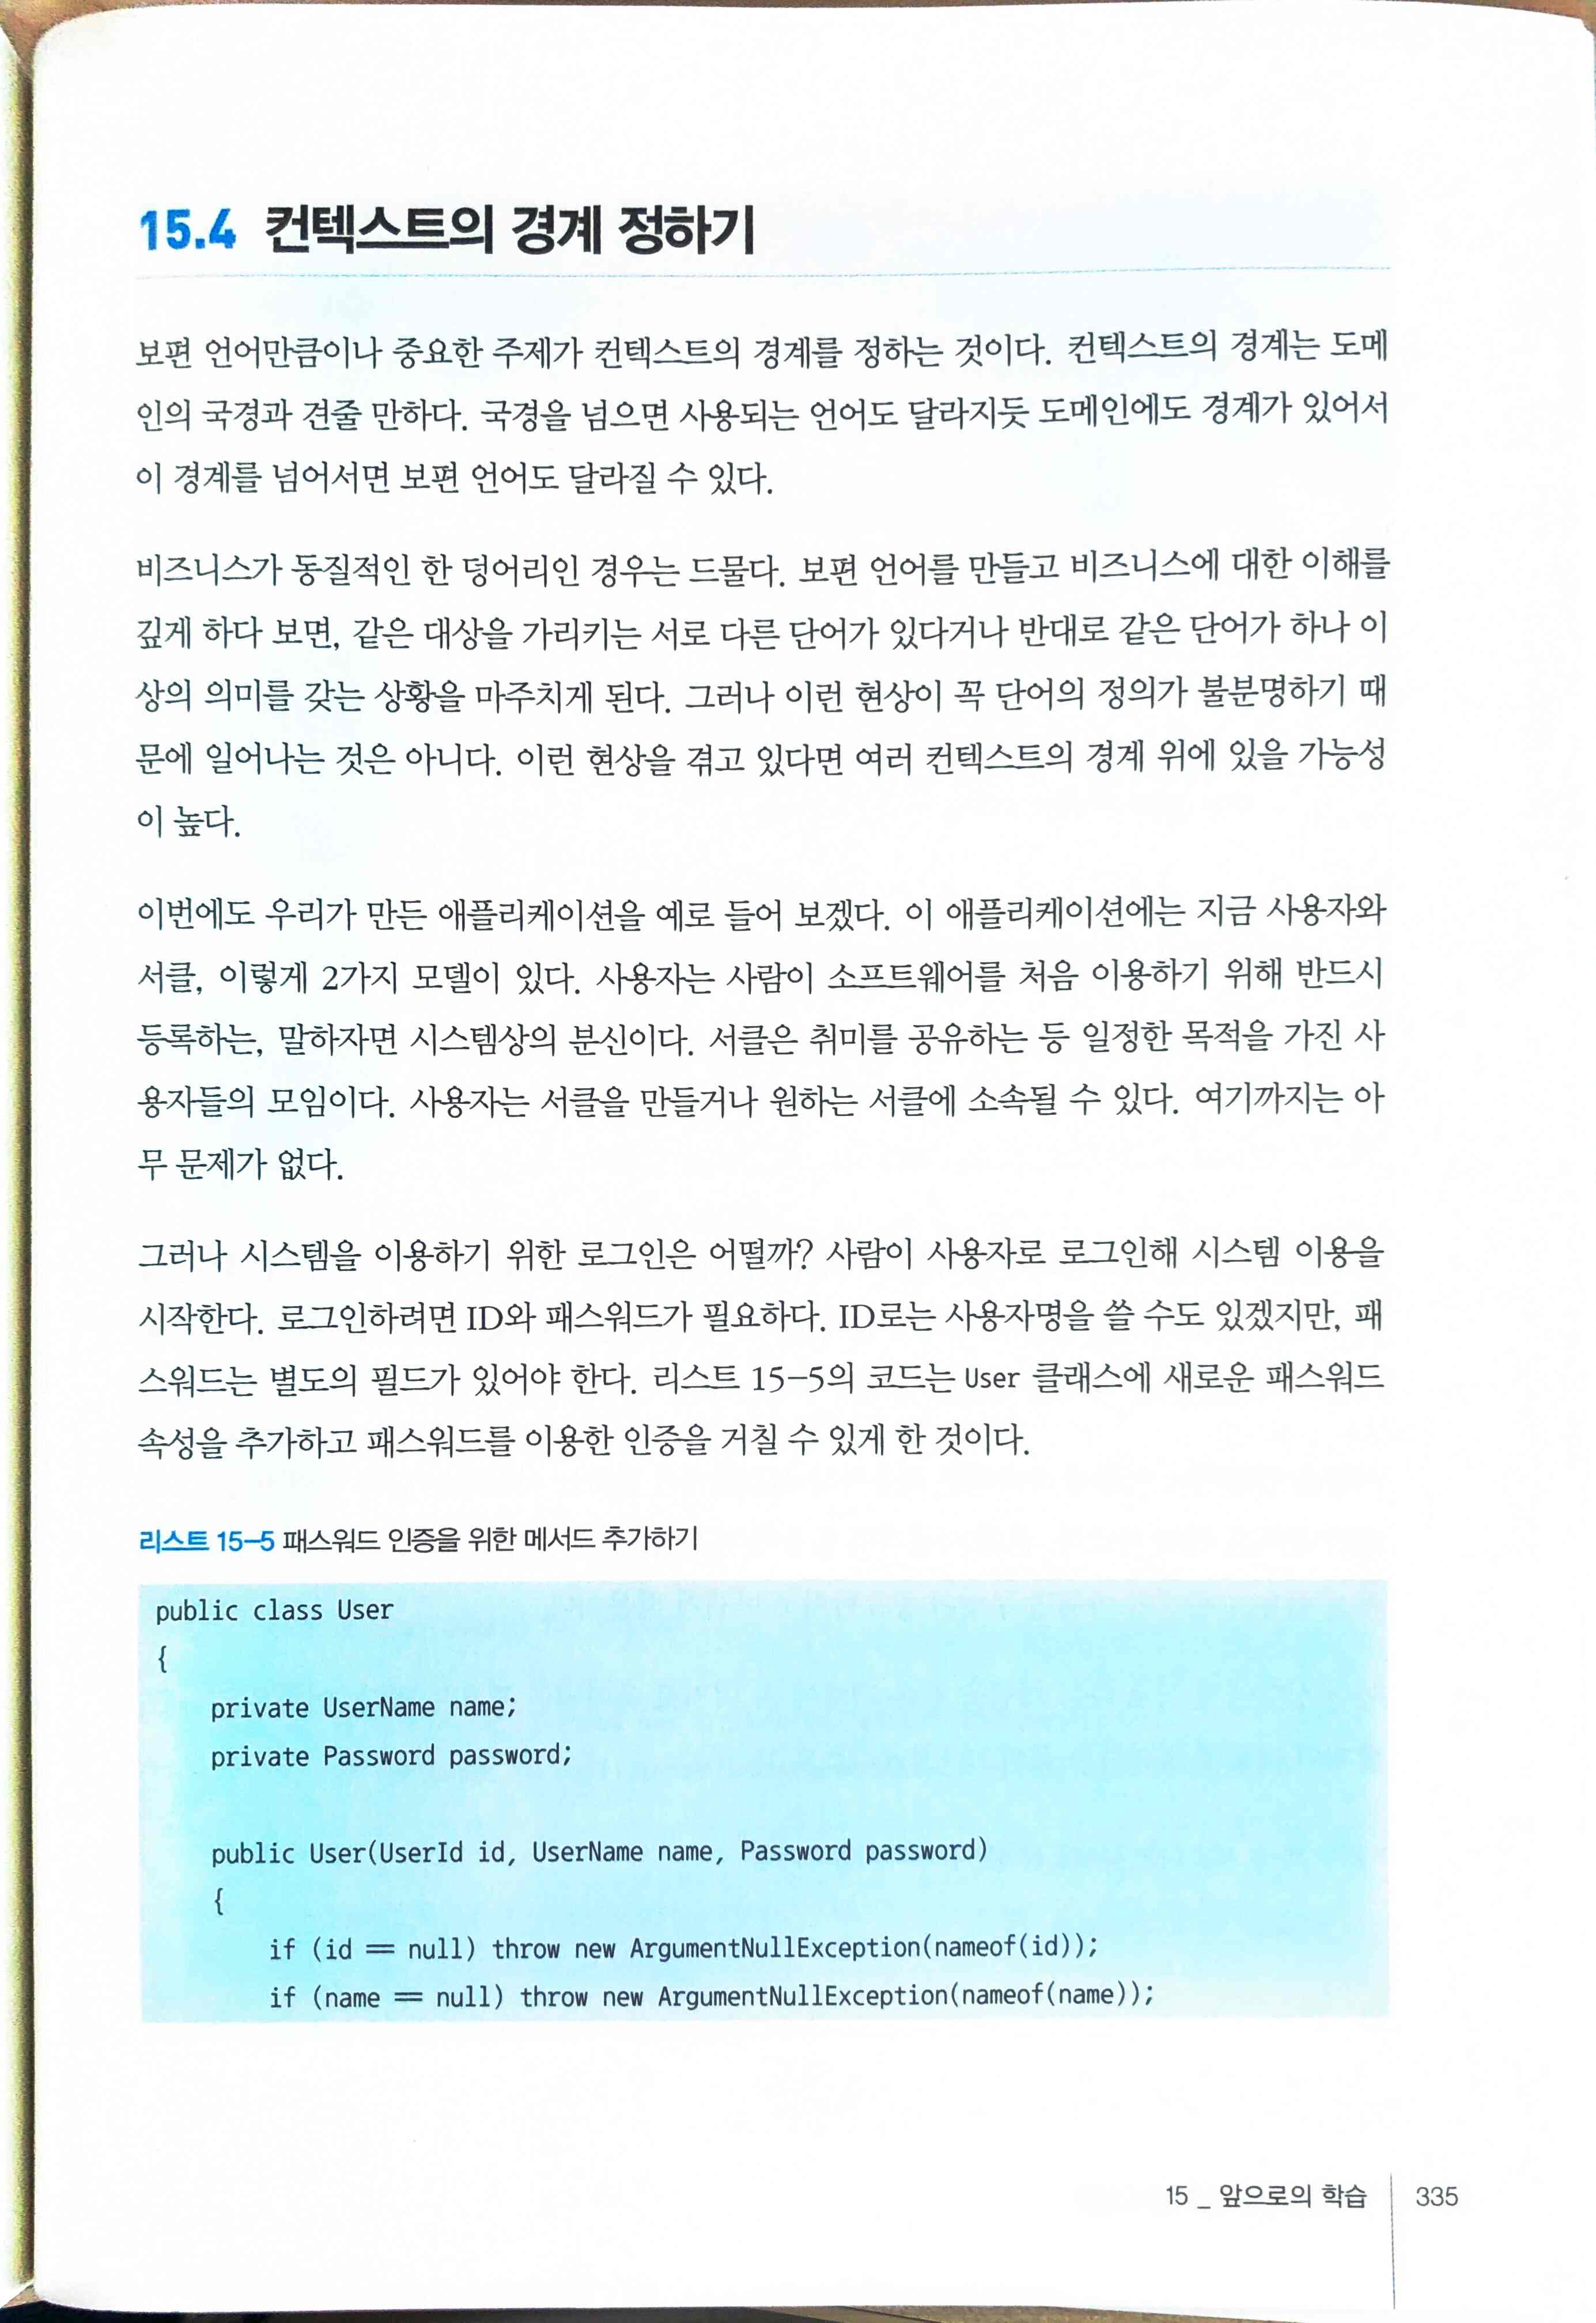 15.4 컨텍스트의 경계 정하기
보편 언어만큼이나 중요한 주제가 컨텍스트의 경계를 정하는 것이다. 컨텍스트의 경계는 도메
인의 국경과 견줄 만하다. 국경을 넘으면 사용되는 언어도 달라지듯 도메인에도 경계가 있어서
이 경계를 넘어서면 보편 언어도 달라질 수 있다.
비즈니스가 동질적인 한 덩어리인 경우는 드물다. 보편 언어를 만들고 비즈니스에 대한 이해를
깊게 하다 보면, 같은 대상을 가리키는 서로 다른 단어가 있다거나 반대로 같은 단어가 하나 이
상의 의미를 갖는 상황을 마주치게 된다. 그러나 이런 현상이 꼭 단어의 정의가 불분명하기 때
문에 일어나는 것은 아니다. 이런 현상을 겪고 있다면 여러 컨텍스트의 경계 위에 있을 가능성
이 높다.
이번에도 우리가 만든 애플리케이션을 예로 들어 보겠다. 이 애플리케이션에는 지금 사용자와
서클, 이렇게 2가지 모델이 있다. 사용자는 사람이 소프트웨어를 처음 이용하기 위해 반드시
등록하는, 말하자면 시스템상의 분신이다. 서클은 취미를 공유하는 등 일정한 목적을 가진 사
용자들의 모임이다. 사용자는 서클을 만들거나 원하는 서클에 소속될 수 있다. 여기까지는 아
무 문제가 없다.
그러나 시스템을 이용하기 위한 로그인은 어떨까? 사람이 사용자로 로그인해 시스템 이용을
시작한다. 로그인하려면 ID와 패스워드가 필요하다. ID로는 사용자명을 쓸 수도 있겠지만, 패
스워드는 별도의 필드가 있어야 한다. 리스트 15-5의 코드는 User 클래스에 새로운 패스워드
속성을 추가하고 패스워드를 이용한 인증을 거칠 수 있게 한 것이다.
리스트 15-5 패스워드 인증을 위한 메서드 추가하기
public class User
{
    private UserName name;
    private Password password;
    public User(UserId id, UserName name, Password password)
    {
        if (id == null) throw new ArgumentNullException(nameof(id));
        if (name == null) throw new ArgumentNullException(nameof(name));
15 _ 앞으로의 학습 335